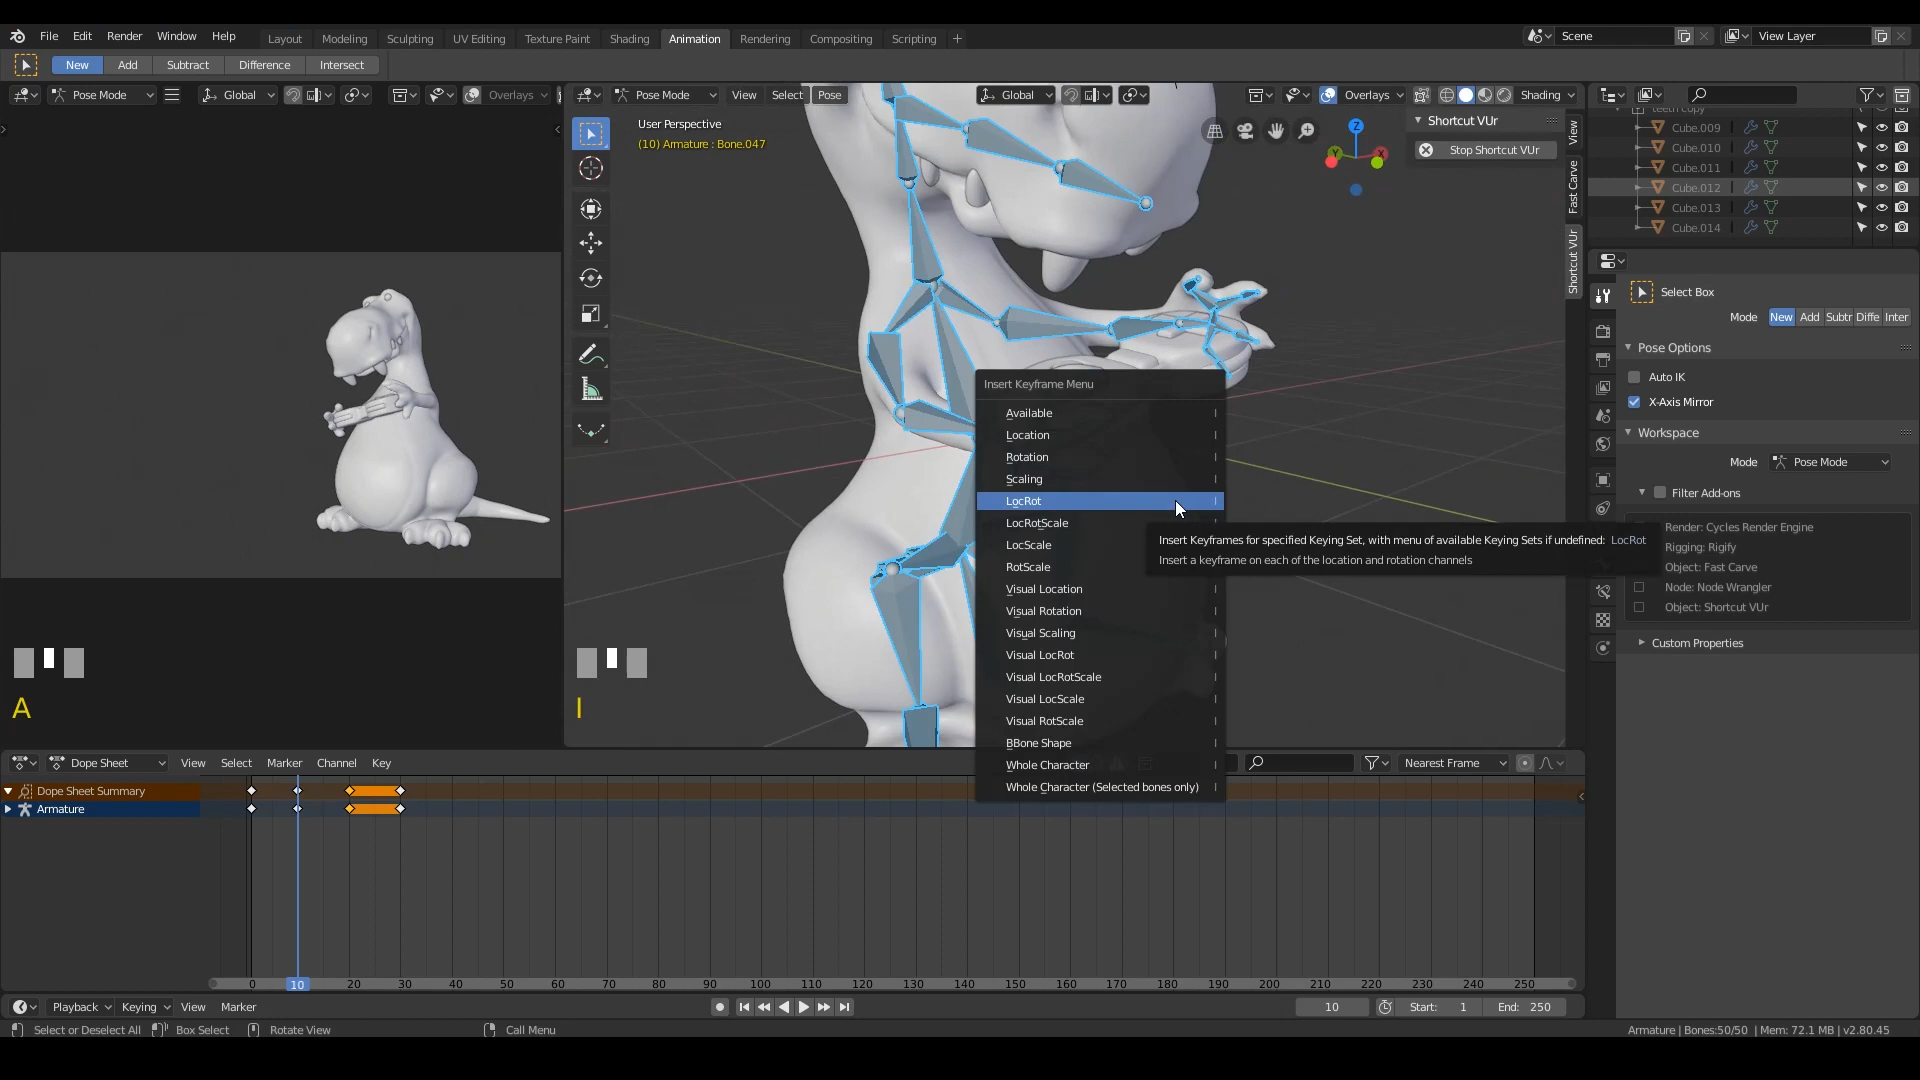 File Edit Render Window Help Layout Modeling Sculpting UV Editing Texture Paint Shading Animation Rendering Compositing Scripting + Scene View Layer
New Add Subtract Difference Intersect
Pose Mode Global Overlays
Pose Mode View Select Pose Global Overlays Shading
User Perspective
(10) Armature : Bone.047
Z
Y
X
Shortcut VUr
Stop Shortcut VUr
View
Fast Carve
Shortcut VUr
Cube.009
Cube.010
Cube.011
Cube.012
Cube.013
Cube.014
Select Box
Mode New Add Subtr Diffe Inter
Pose Options
Auto IK
X-Axis Mirror
Workspace
Mode Pose Mode
Filter Add-ons
Render: Cycles Render Engine
Rigging: Rigify
Object: Fast Carve
Node: Node Wrangler
Object: Shortcut VUr
Custom Properties
Insert Keyframe Menu
Available I
Location I
Rotation I
Scaling I
LocRot I
LocRotScale I
LocScale
RotScale I
Visual Location I
Visual Rotation I
Visual Scaling I
Visual LocRot I
Visual LocRotScale I
Visual LocScale I
Visual RotScale I
BBone Shape I
Whole Character I
Whole Character (Selected bones only) I
Insert Keyframes for specified Keying Set, with menu of available Keying Sets if undefined: LocRot
Insert a keyframe on each of the location and rotation channels
A
I
Dope Sheet View Select Marker Channel Key Nearest Frame
Dope Sheet Summary
Armature
0 10 20 30 40 50 60 70 80 90 100 110 120 130 140 150 160 170 180 190 200 210 220 230 240 250
Playback Keying View Marker 10 Start: 1 End: 250
Select or Deselect All Box Select Rotate View Call Menu Armature | Bones:50/50 | Mem: 72.1 MB | v2.80.45